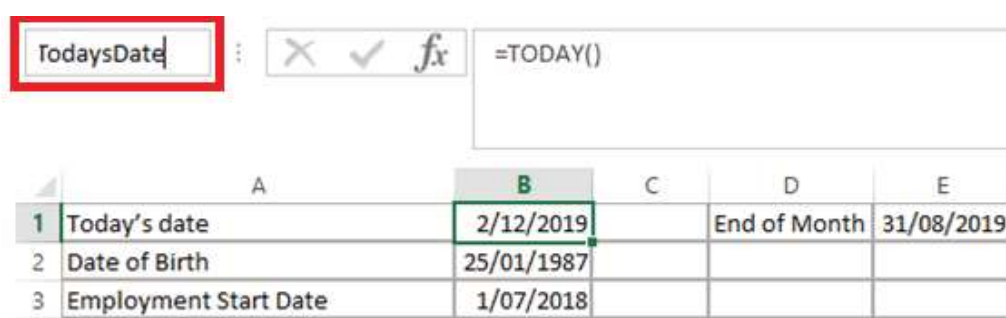 TodaysDate fx =TODAY()
A B C D E
1 Today's date 2/12/2019 End of Month 31/08/2019
2 Date of Birth 25/01/1987
3 Employment Start Date 1/07/2018